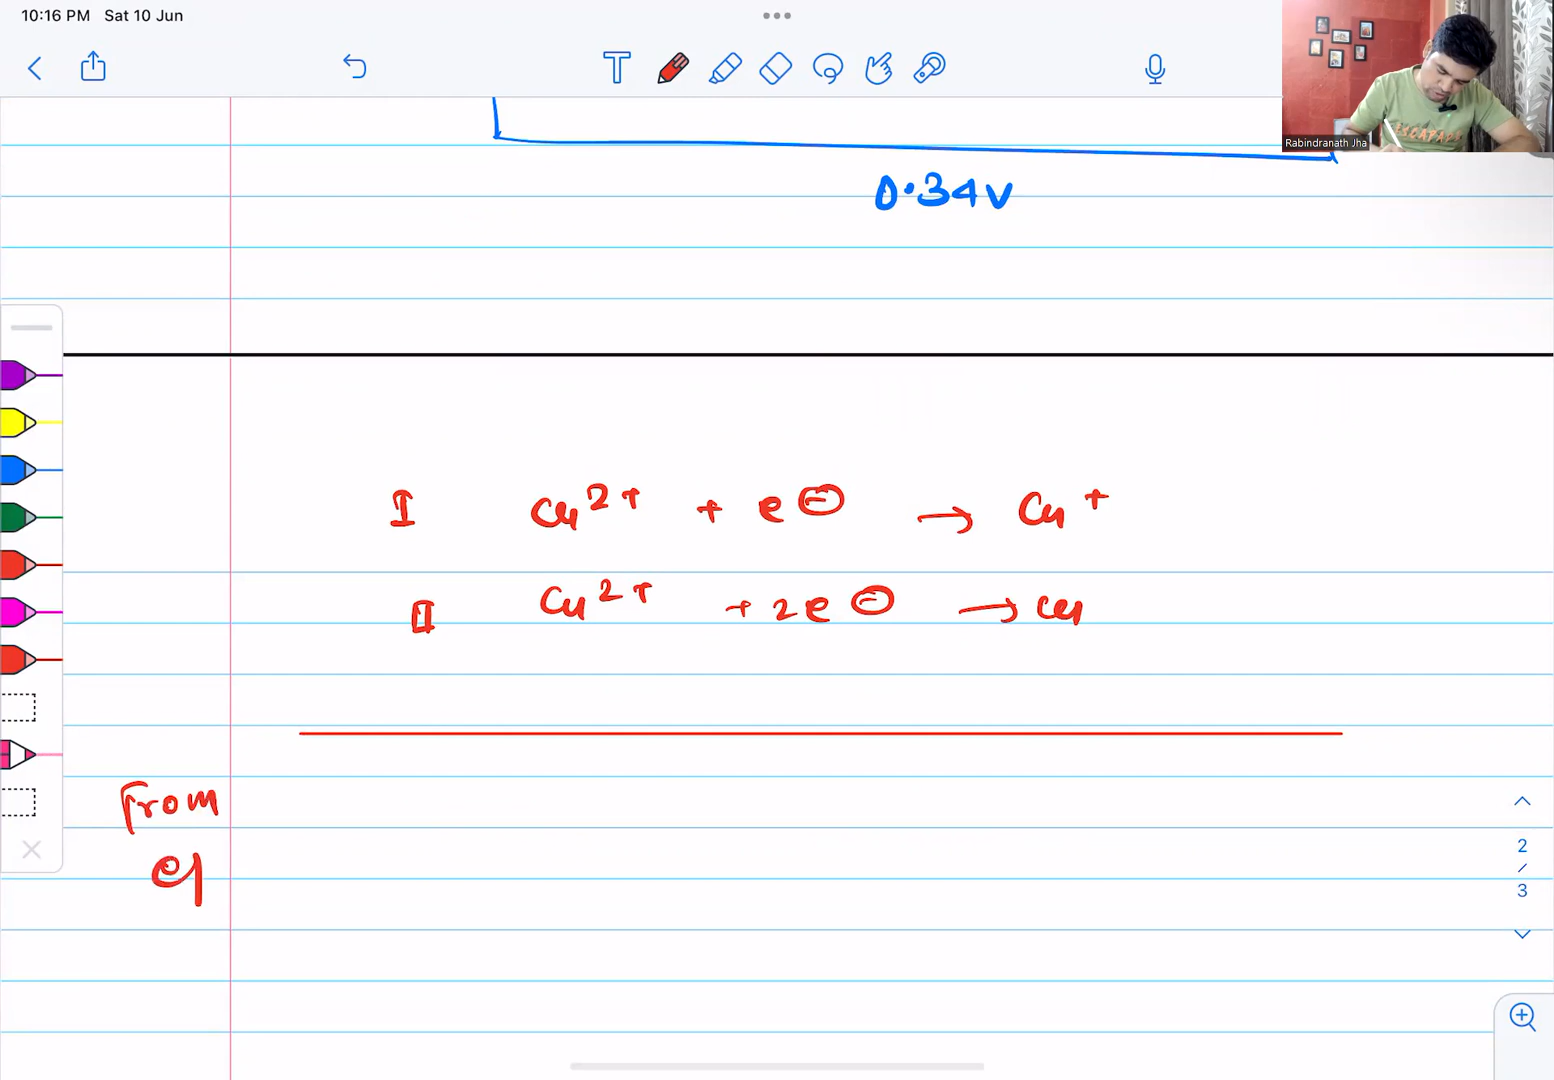 10:16 PM Sat 10 Jun
T
Rabindranath Jha
0.34V
I Cu²⁺ + e⊖ → Cu⁺
II Cu²⁺ + 2e⊖ → Cu
From
eq
2
/
3